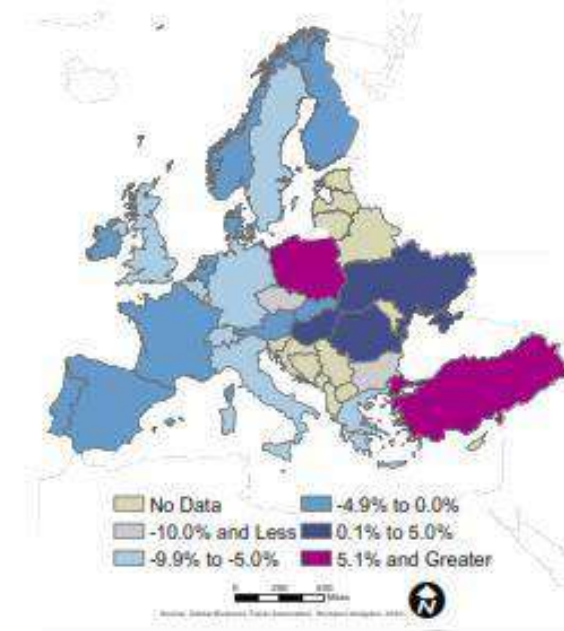 No Data
-4.9% to 0.0%
-10.0% and Less
0.1% to 5.0%
-9.9% to -5.0%
5.1% and Greater
0
Miles
N